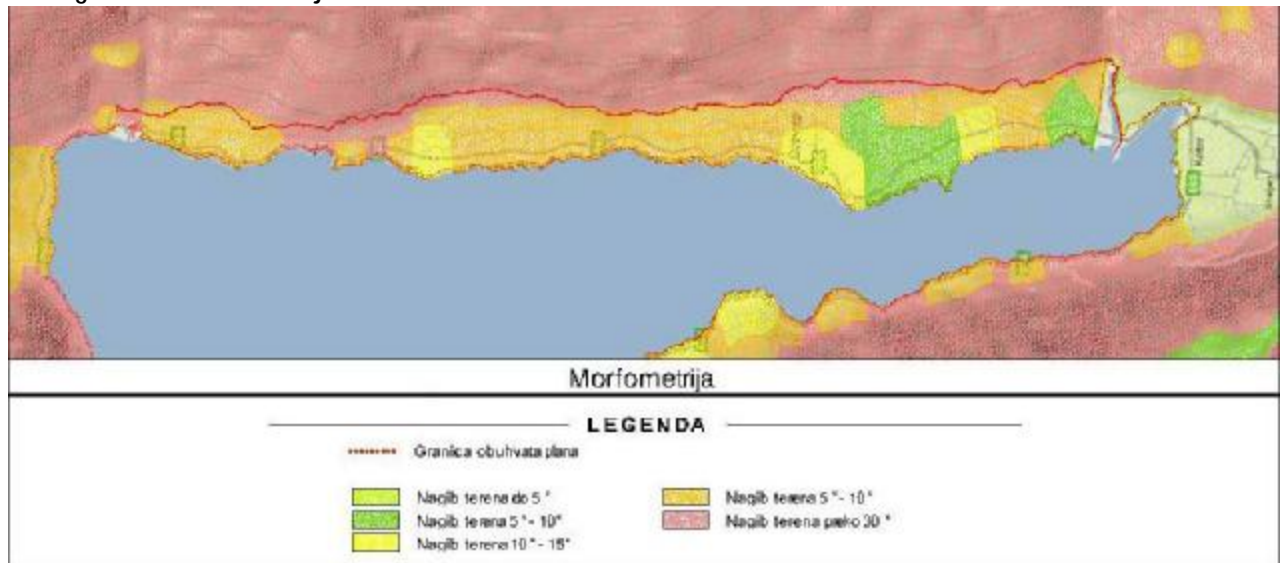 Kotor
Morfometrija
LEGENDA
Granica obuhvata plana
Nagib terena do 5 °
Nagib terena 5 ° - 10°
Nagib terena 10 ° - 15°
Nagib terena 5 ° - 10 °
Nagib terena preko 30 °